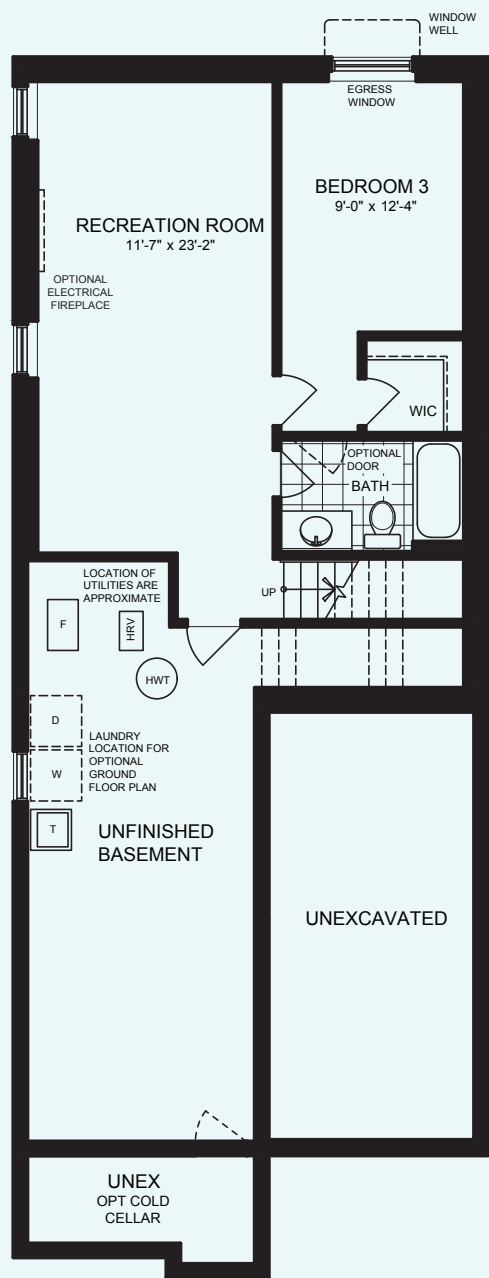 WINDOW
WELL
EGRESS
WINDOW
BEDROOM 3
9'-0" x 12'-4"
RECREATION ROOM
11'-7" x 23'-2"
OPTIONAL
ELECTRICAL
FIREPLACE
WIC
OPTIONAL
DOOR
BATH
LOCATION OF
UTILITIES ARE
APPROXIMATE
UP
F
HRV
HWT
D
W
T
LAUNDRY
LOCATION FOR
OPTIONAL
GROUND
FLOOR PLAN
UNFINISHED
BASEMENT
UNEXCAVATED
UNEX
OPT COLD
CELLAR